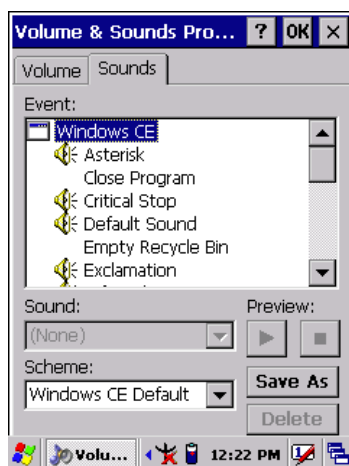 Volume & Sounds Pro... ? OK ×
Volume Sounds
Event:
Windows CE
Asterisk
Close Program
Critical Stop
Default Sound
Empty Recycle Bin
Exclamation
Sound: Preview:
(None)
Scheme:
Windows CE Default
Save As
Delete
Volu... 12:22 PM